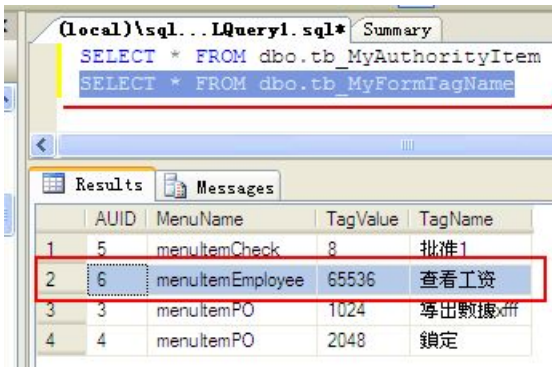 (local)\sql...LQuery1.sql* Summary
SELECT * FROM dbo.tb_MyAuthorityItem
SELECT * FROM dbo.tb_MyFormTagName
Results Messages
AUID MenuName TagValue TagName
1 5 menuItemCheck 8 批准1
2 6 menuItemEmployee 65536 查看工资
3 3 menuItemPO 1024 導出數據xfff
4 4 menuItemPO 2048 鎖定